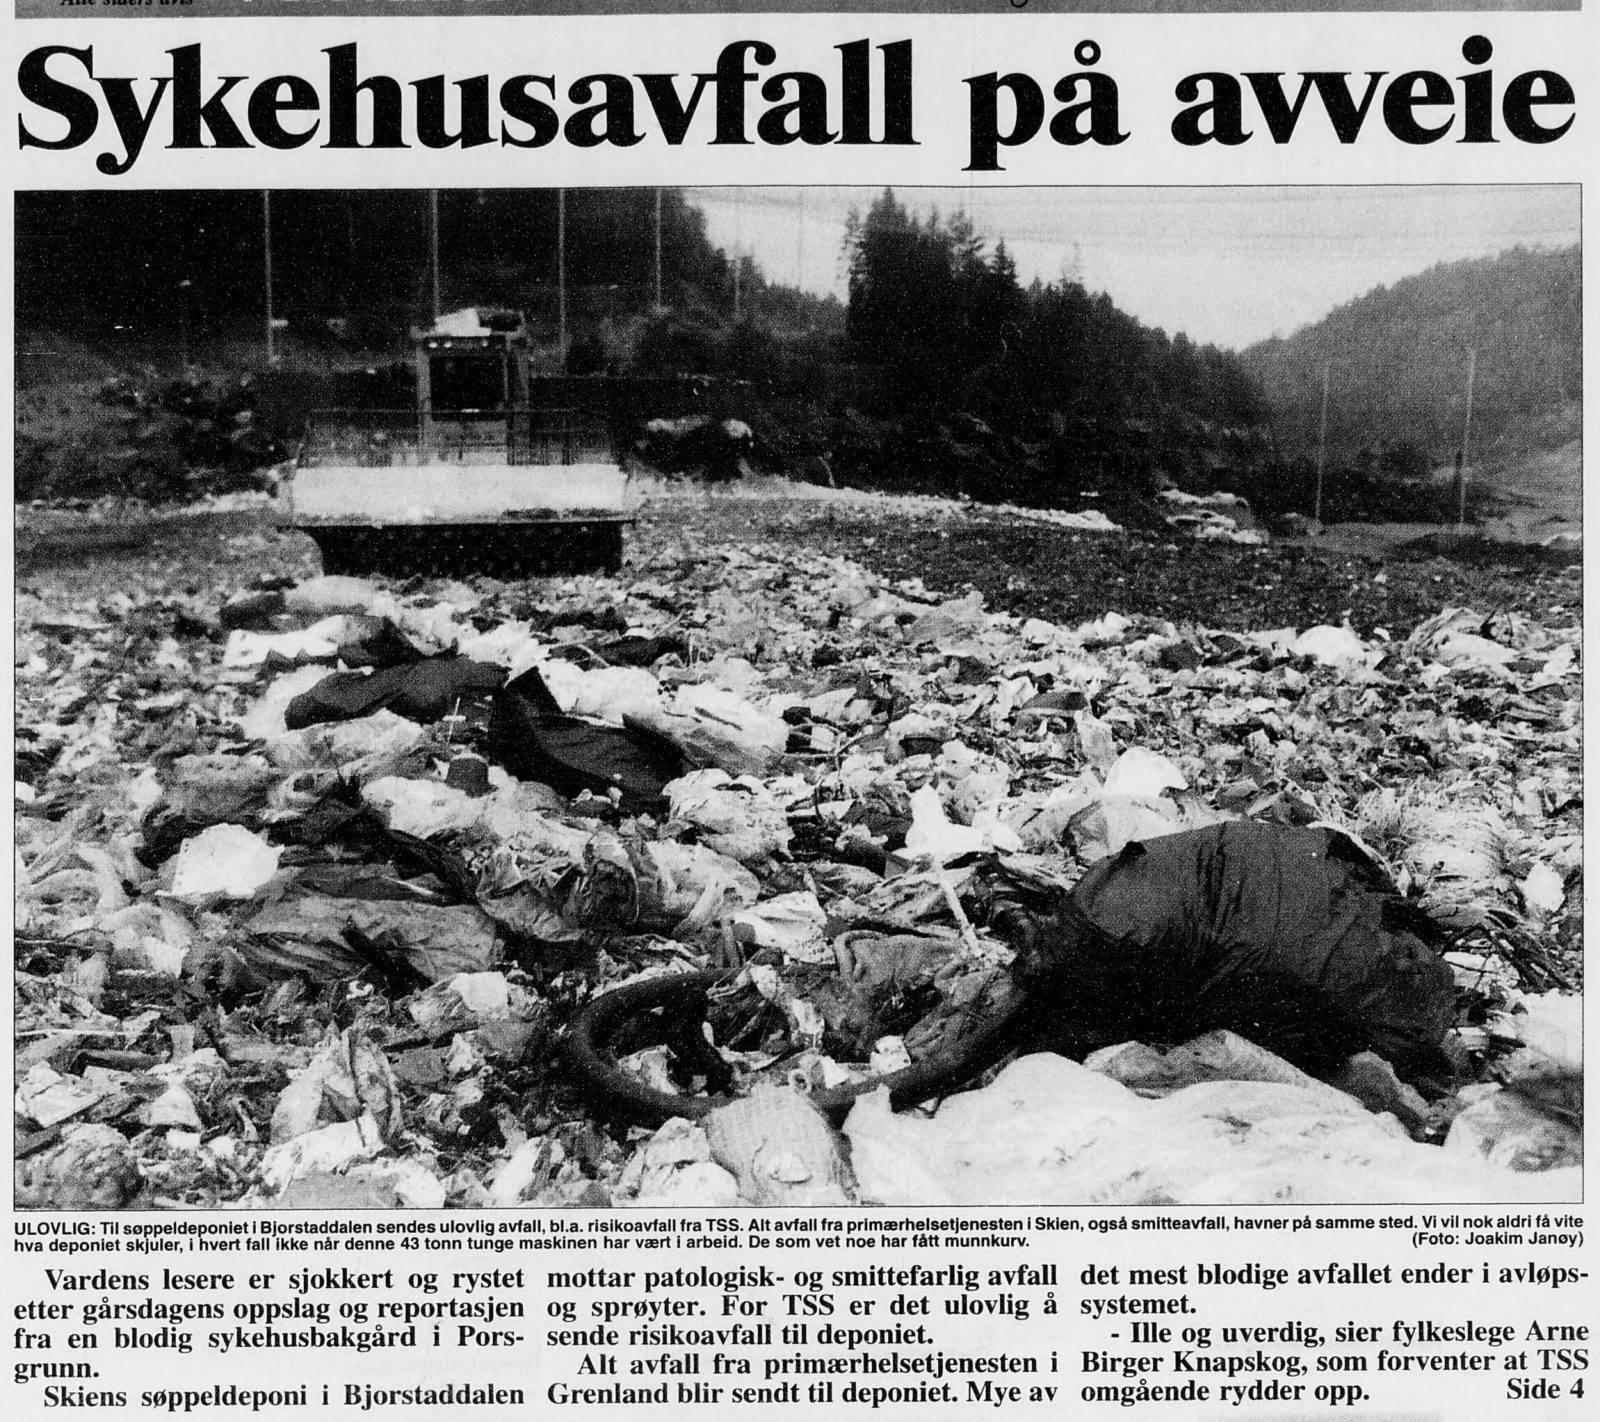 Alle siders avis
Sykehusavfall på avveie
ULOVLIG: Til søppeldeponiet i Bjorstaddalen sendes ulovlig avfall, bl.a. risikoavfall fra TSS. Alt avfall fra primærhelsetjenesten i Skien, også smitteavfall, havner på samme sted. Vi vil nok aldri få vite
hva deponiet skjuler, i hvert fall ikke når denne 43 tonn tunge maskinen har vært i arbeid. De som vet noe har fått munnkurv. (Foto: Joakim Janøy)
Vardens lesere er sjokkert og rystet
etter gårsdagens oppslag og reportasjen
fra en blodig sykehusbakgård i Pors-
grunn.
Skiens søppeldeponi i Bjorstaddalen
mottar patologisk- og smittefarlig avfall
og sprøyter. For TSS er det ulovlig å
sende risikoavfall til deponiet.
Alt avfall fra primærhelsetjenesten i
Grenland blir sendt til deponiet. Mye av
det mest blodige avfallet ender i avløps-
systemet.
- Ille og uverdig, sier fylkeslege Arne
Birger Knapskog, som forventer at TSS
omgående rydder opp. Side 4